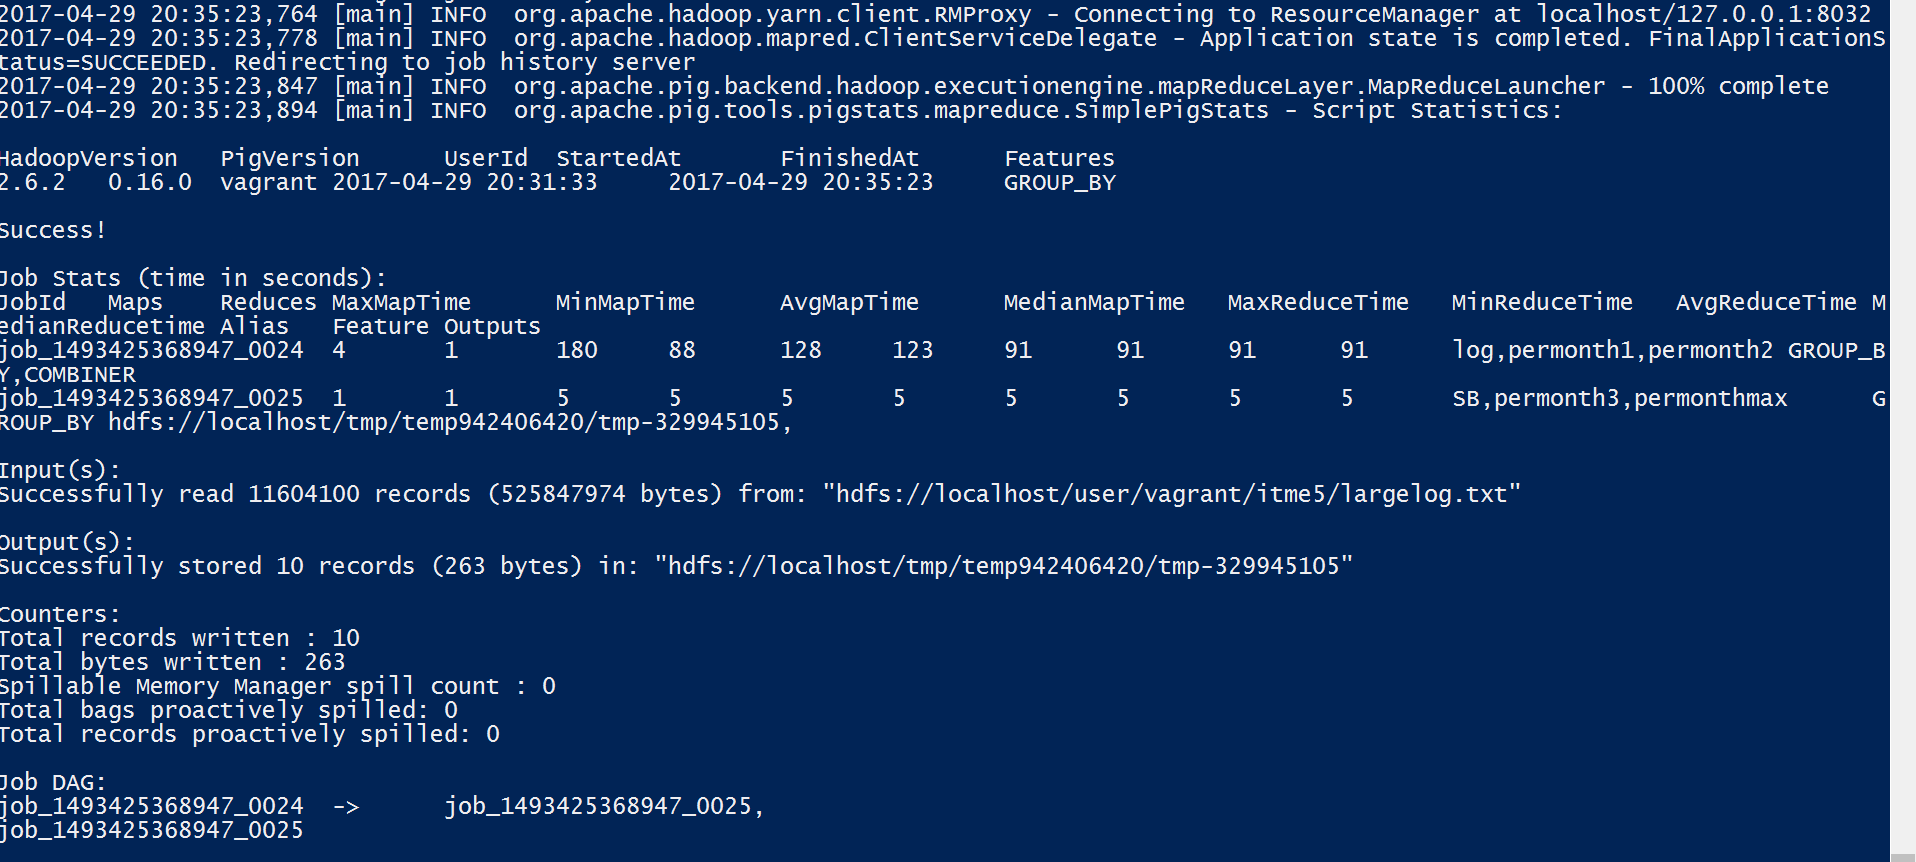 2017-04-29 20:35:23,764 [main] INFO  org.apache.hadoop.yarn.client.RMProxy - Connecting to ResourceManager at localhost/127.0.0.1:8032
2017-04-29 20:35:23,778 [main] INFO  org.apache.hadoop.mapred.ClientServiceDelegate - Application state is completed. FinalApplicationS
tatus=SUCCEEDED. Redirecting to job history server
2017-04-29 20:35:23,847 [main] INFO  org.apache.pig.backend.hadoop.executionengine.mapReduceLayer.MapReduceLauncher - 100% complete
2017-04-29 20:35:23,894 [main] INFO  org.apache.pig.tools.pigstats.mapreduce.SimplePigStats - Script Statistics:
HadoopVersion   PigVersion      UserId  StartedAt       FinishedAt      Features
2.6.2   0.16.0  vagrant 2017-04-29 20:31:33     2017-04-29 20:35:23     GROUP_BY
Success!
Job Stats (time in seconds):
JobId   Maps    Reduces MaxMapTime      MinMapTime      AvgMapTime      MedianMapTime   MaxReduceTime   MinReduceTime   AvgReduceTime M
edianReducetime Alias   Feature Outputs
job_1493425368947_0024  4       1       180     88      128     123     91      91      91      91      log,permonth1,permonth2 GROUP_B
Y,COMBINER
job_1493425368947_0025  1       1       5       5       5       5       5       5       5       5       SB,permonth3,permonthmax      G
ROUP_BY hdfs://localhost/tmp/temp942406420/tmp-329945105,
Input(s):
Successfully read 11604100 records (525847974 bytes) from: "hdfs://localhost/user/vagrant/itme5/largelog.txt"
Output(s):
Successfully stored 10 records (263 bytes) in: "hdfs://localhost/tmp/temp942406420/tmp-329945105"
Counters:
Total records written : 10
Total bytes written : 263
Spillable Memory Manager spill count : 0
Total bags proactively spilled: 0
Total records proactively spilled: 0
Job DAG:
job_1493425368947_0024  ->      job_1493425368947_0025,
job_1493425368947_0025